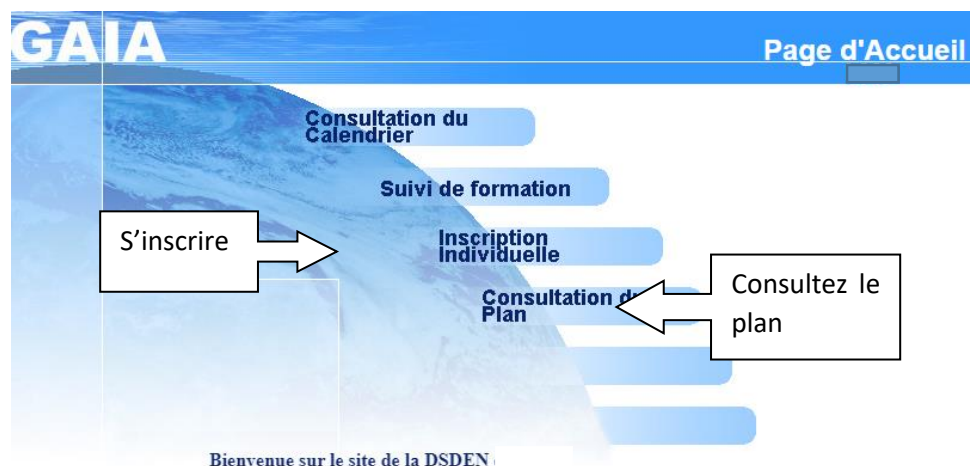 GAIA
Page d'Accueil
Consultation du
Calendrier
Suivi de formation
S'inscrire
Inscription
Individuelle
Consultation du
Plan
Consultez le
plan
Bienvenue sur le site de la DSDEN